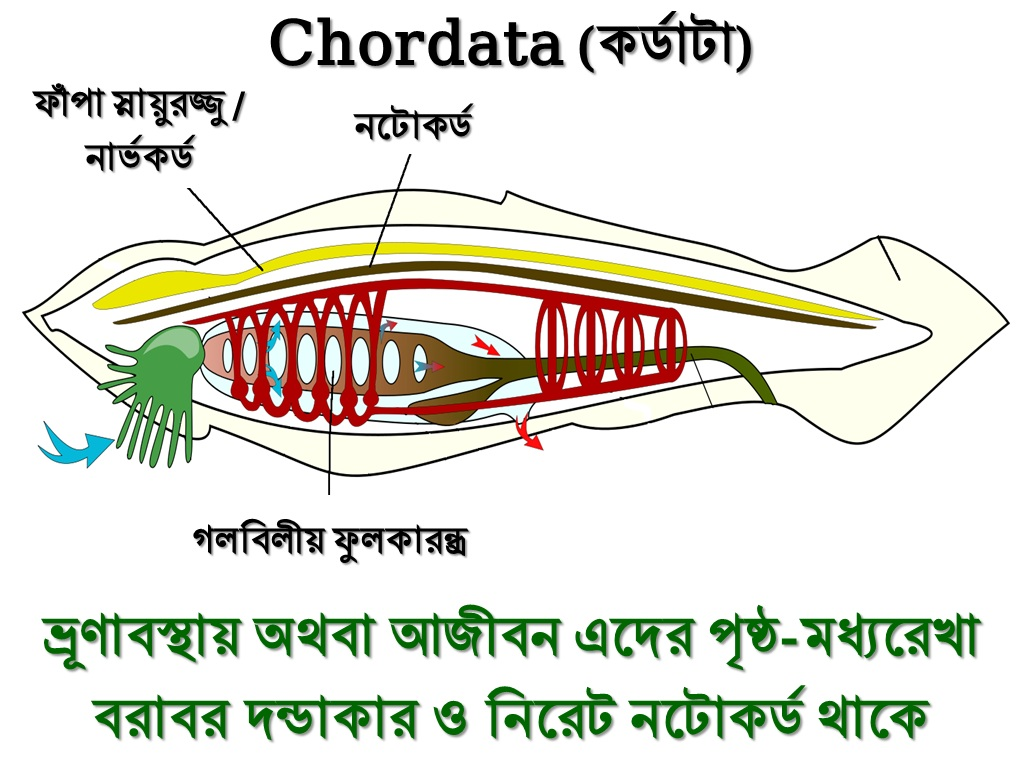 Chordata (কর্ডাটা)
ফাঁপা স্নায়ুরজ্জু /
নার্ভকর্ড
নটোকর্ড
গলবিলীয় ফুলকারন্ধ্র
ভ্রূণাবস্থায় অথবা আজীবন এদের পৃষ্ঠ-মধ্যরেখা
বরাবর দন্ডাকার ও নিরেট নটোকর্ড থাকে